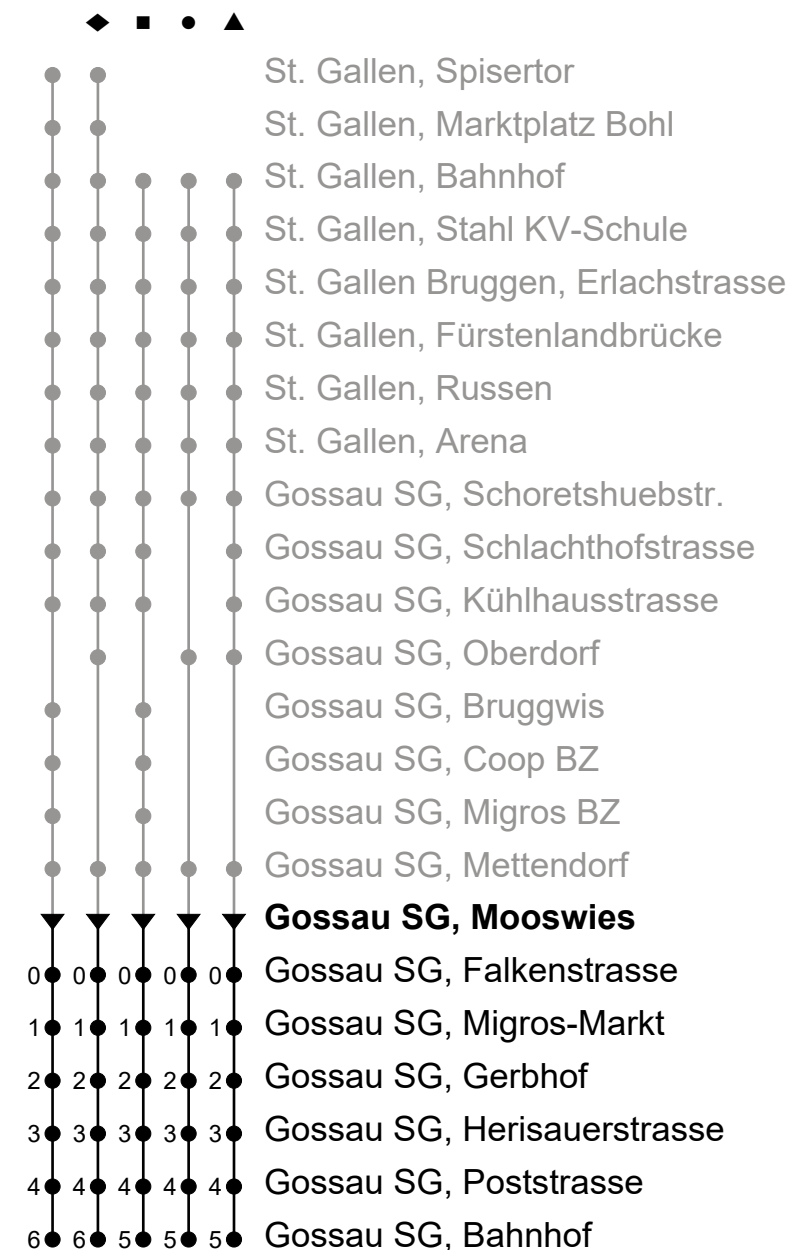 ◆ ■ ● ▲
St. Gallen, Spisertor
St. Gallen, Marktplatz Bohl
St. Gallen, Bahnhof
St. Gallen, Stahl KV-Schule
St. Gallen Bruggen, Erlachstrasse
St. Gallen, Fürstenlandbrücke
St. Gallen, Russen
St. Gallen, Arena
Gossau SG, Schoretshuebstr.
Gossau SG, Schlachthofstrasse
Gossau SG, Kühlhausstrasse
Gossau SG, Oberdorf
Gossau SG, Bruggwis
Gossau SG, Coop BZ
Gossau SG, Migros BZ
Gossau SG, Mettendorf
Gossau SG, Mooswies
0 0 0 0 0 Gossau SG, Falkenstrasse
1 1 1 1 1 Gossau SG, Migros-Markt
2 2 2 2 2 Gossau SG, Gerbhof
3 3 3 3 3 Gossau SG, Herisauerstrasse
4 4 4 4 4 Gossau SG, Poststrasse
6 6 5 5 5 Gossau SG, Bahnhof